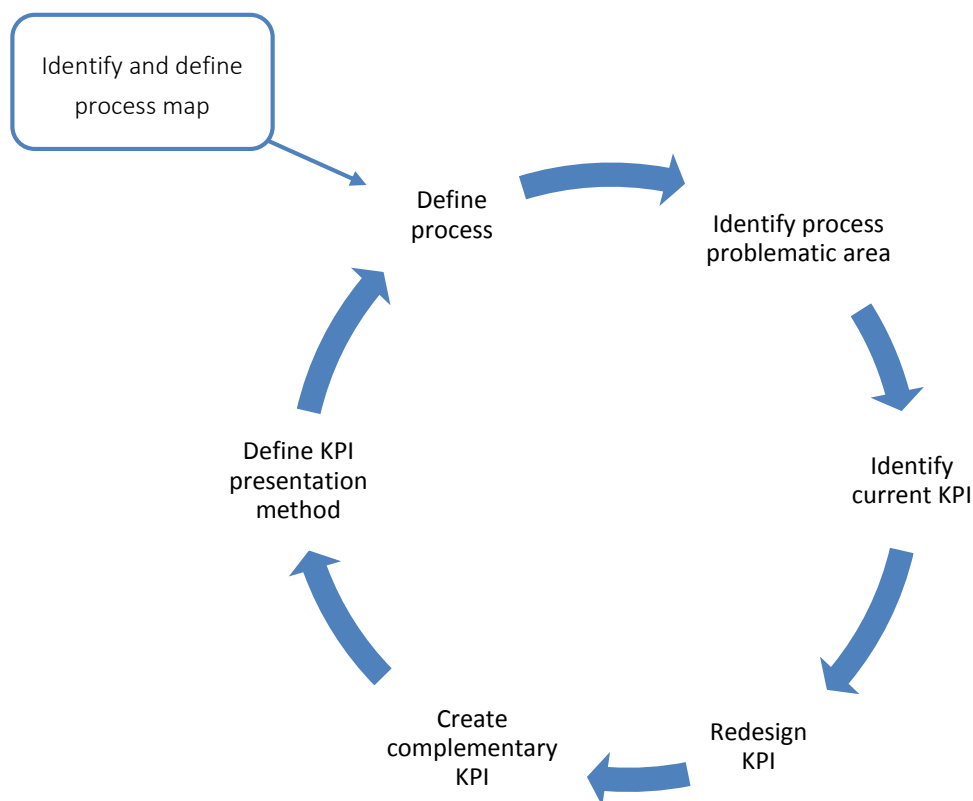 Identify and define
process map
Define
process
Identify process
problematic area
Identify
current KPI
Redesign
KPI
Create
complementary
KPI
Define KPI
presentation
method